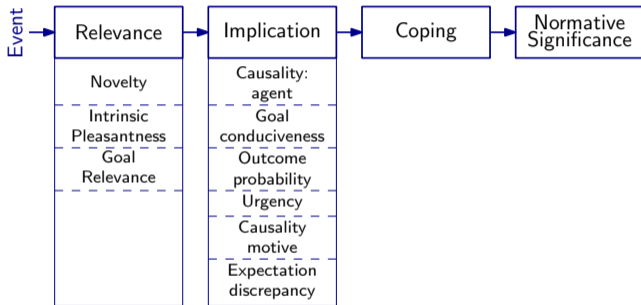 Event
Relevance
Implication
Coping
Normative
Significance
Novelty
Intrinsic
Pleasantness
Goal
Relevance
Causality:
agent
Goal
conduciveness
Outcome
probability
Urgency
Causality
motive
Expectation
discrepancy